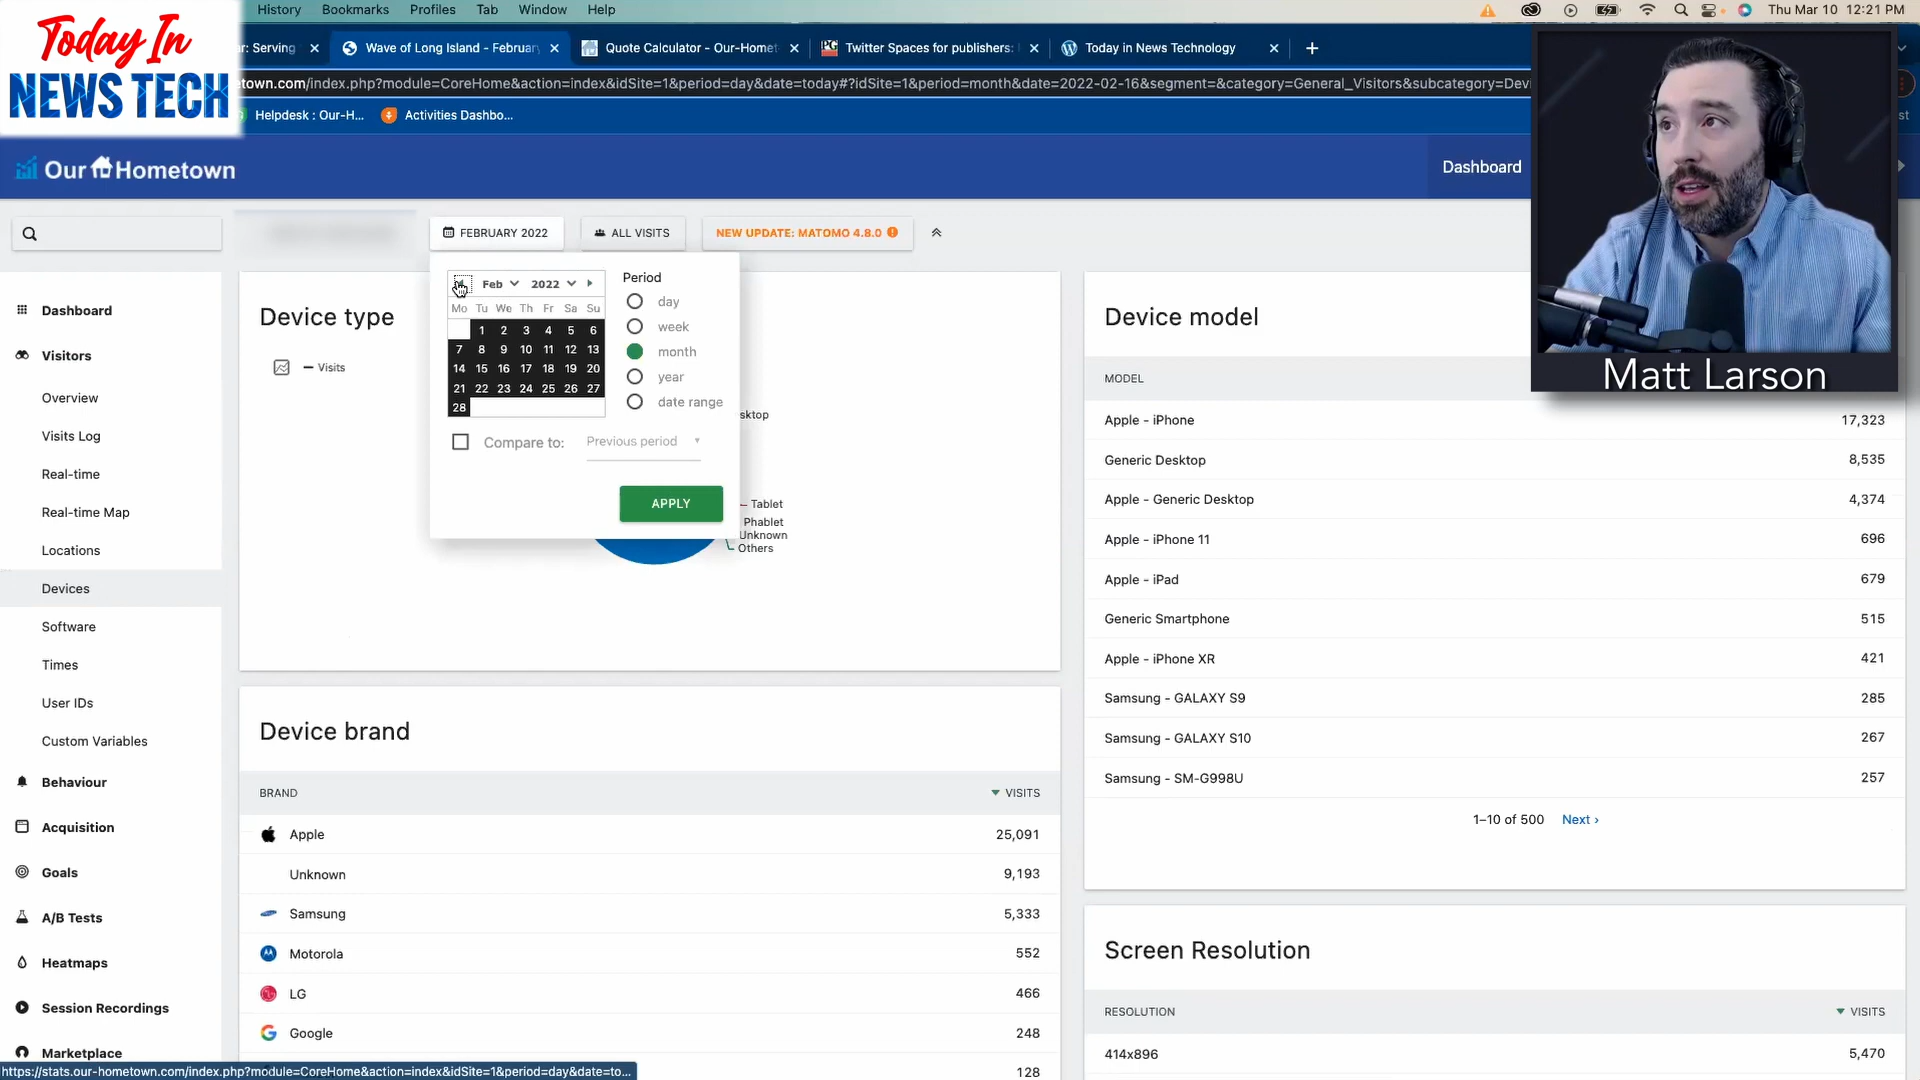 History Bookmarks Profiles Tab Window Help
Thu Mar 10 12:21 PM
Today In
NEWS TECH
ar: Serving
Wave of Long Island - February
Quote Calculator - Our-Homet
Twitter Spaces for publishers:
Today in News Technology
etown.com/index.php?module=CoreHome&action=index&idSite=1&period=day&date=today#?idSite=1&period=month&date=2022-02-16&segment=&category=General_Visitors&subcategory=Dev
Helpdesk : Our-H...
Activities Dashbo...
Our Hometown
Dashboard
Matt Larson
FEBRUARY 2022
ALL VISITS
NEW UPDATE: MATOMO 4.8.0
Feb 2022
Mo Tu We Th Fr Sa Su
1 2 3 4 5 6
7 8 9 10 11 12 13
14 15 16 17 18 19 20
21 22 23 24 25 26 27
28
Period
day
week
month
year
date range
Compare to: Previous period
APPLY
Dashboard
Visitors
Overview
Visits Log
Real-time
Real-time Map
Locations
Devices
Software
Times
User IDs
Custom Variables
Behaviour
Acquisition
Goals
A/B Tests
Heatmaps
Session Recordings
Marketplace
Device type
Visits
sktop
Tablet
Phablet
Unknown
Others
Device brand
BRAND VISITS
Apple 25,091
Unknown 9,193
Samsung 5,333
Motorola 552
LG 466
Google 248
128
Device model
MODEL
Apple - iPhone 17,323
Generic Desktop 8,535
Apple - Generic Desktop 4,374
Apple - iPhone 11 696
Apple - iPad 679
Generic Smartphone 515
Apple - iPhone XR 421
Samsung - GALAXY S9 285
Samsung - GALAXY S10 267
Samsung - SM-G998U 257
1–10 of 500 Next ›
Screen Resolution
RESOLUTION VISITS
414x896 5,470
https://stats.our-hometown.com/index.php?module=CoreHome&action=index&idSite=1&period=day&date=to...